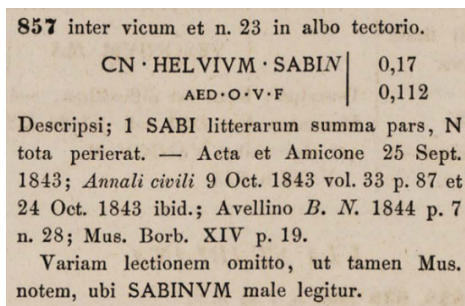 857 inter vicum et n. 23 in albo tectorio.
CN · HELVIVM · SABIN 0,17
AED·O·V·F 0,112
Descripsi; 1 SABI litterarum summa pars, N
tota perierat. — Acta et Amicone 25 Sept.
1843; Annali civili 9 Oct. 1843 vol. 33 p. 87 et
24 Oct. 1843 ibid.; Avellino B. N. 1844 p. 7
n. 28; Mus. Borb. XIV p. 19.
Variam lectionem omitto, ut tamen Mus.
notem, ubi SABINVM male legitur.